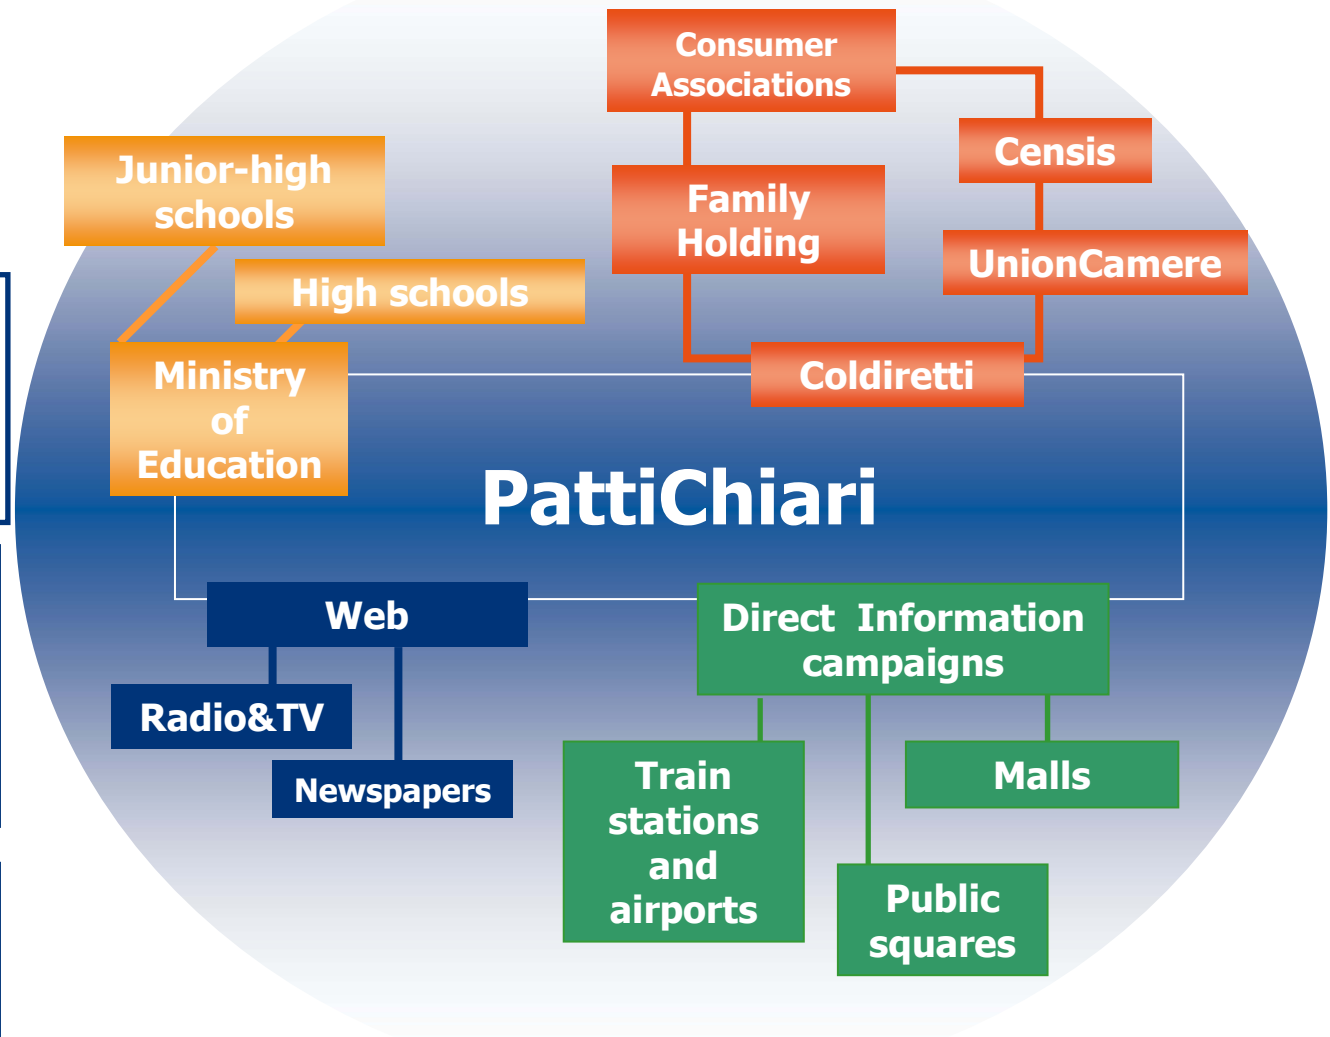 Consumer
Associations
Censis
Junior-high
schools
Family
Holding
UnionCamere
High schools
Ministry
of
Education
Coldiretti
PattiChiari
Web
Direct Information
campaigns
Radio&TV
Newspapers
Train
stations
and
airports
Malls
Public
squares